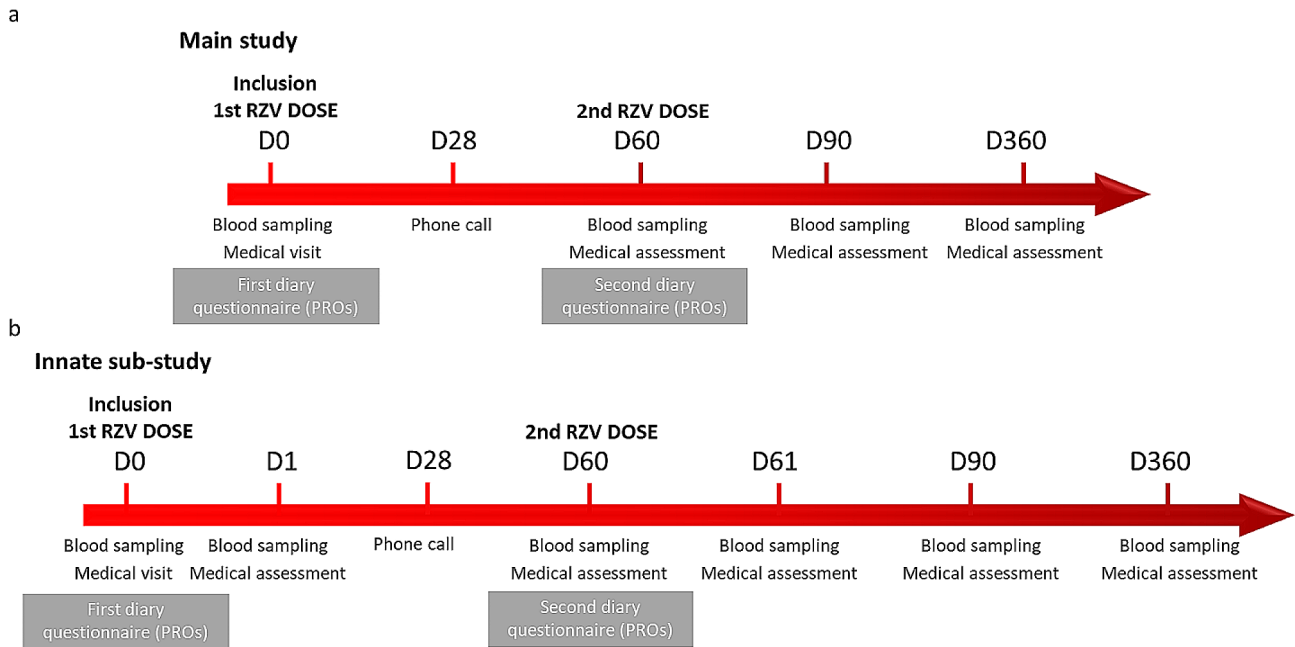 a
Main study
Inclusion
1st RZV DOSE
2nd RZV DOSE
D0 D28 D60 D90 D360
Blood sampling Phone call Blood sampling Blood sampling Blood sampling
Medical visit Medical assessment Medical assessment Medical assessment
First diary Second diary
questionnaire (PROs) questionnaire (PROs)
b
Innate sub-study
Inclusion
1st RZV DOSE 2nd RZV DOSE
D0 D1 D28 D60 D61 D90 D360
Blood sampling Blood sampling Phone call Blood sampling Blood sampling Blood sampling Blood sampling
Medical visit Medical assessment Medical assessment Medical assessment Medical assessment Medical assessment
First diary Second diary
questionnaire (PROs) questionnaire (PROs)